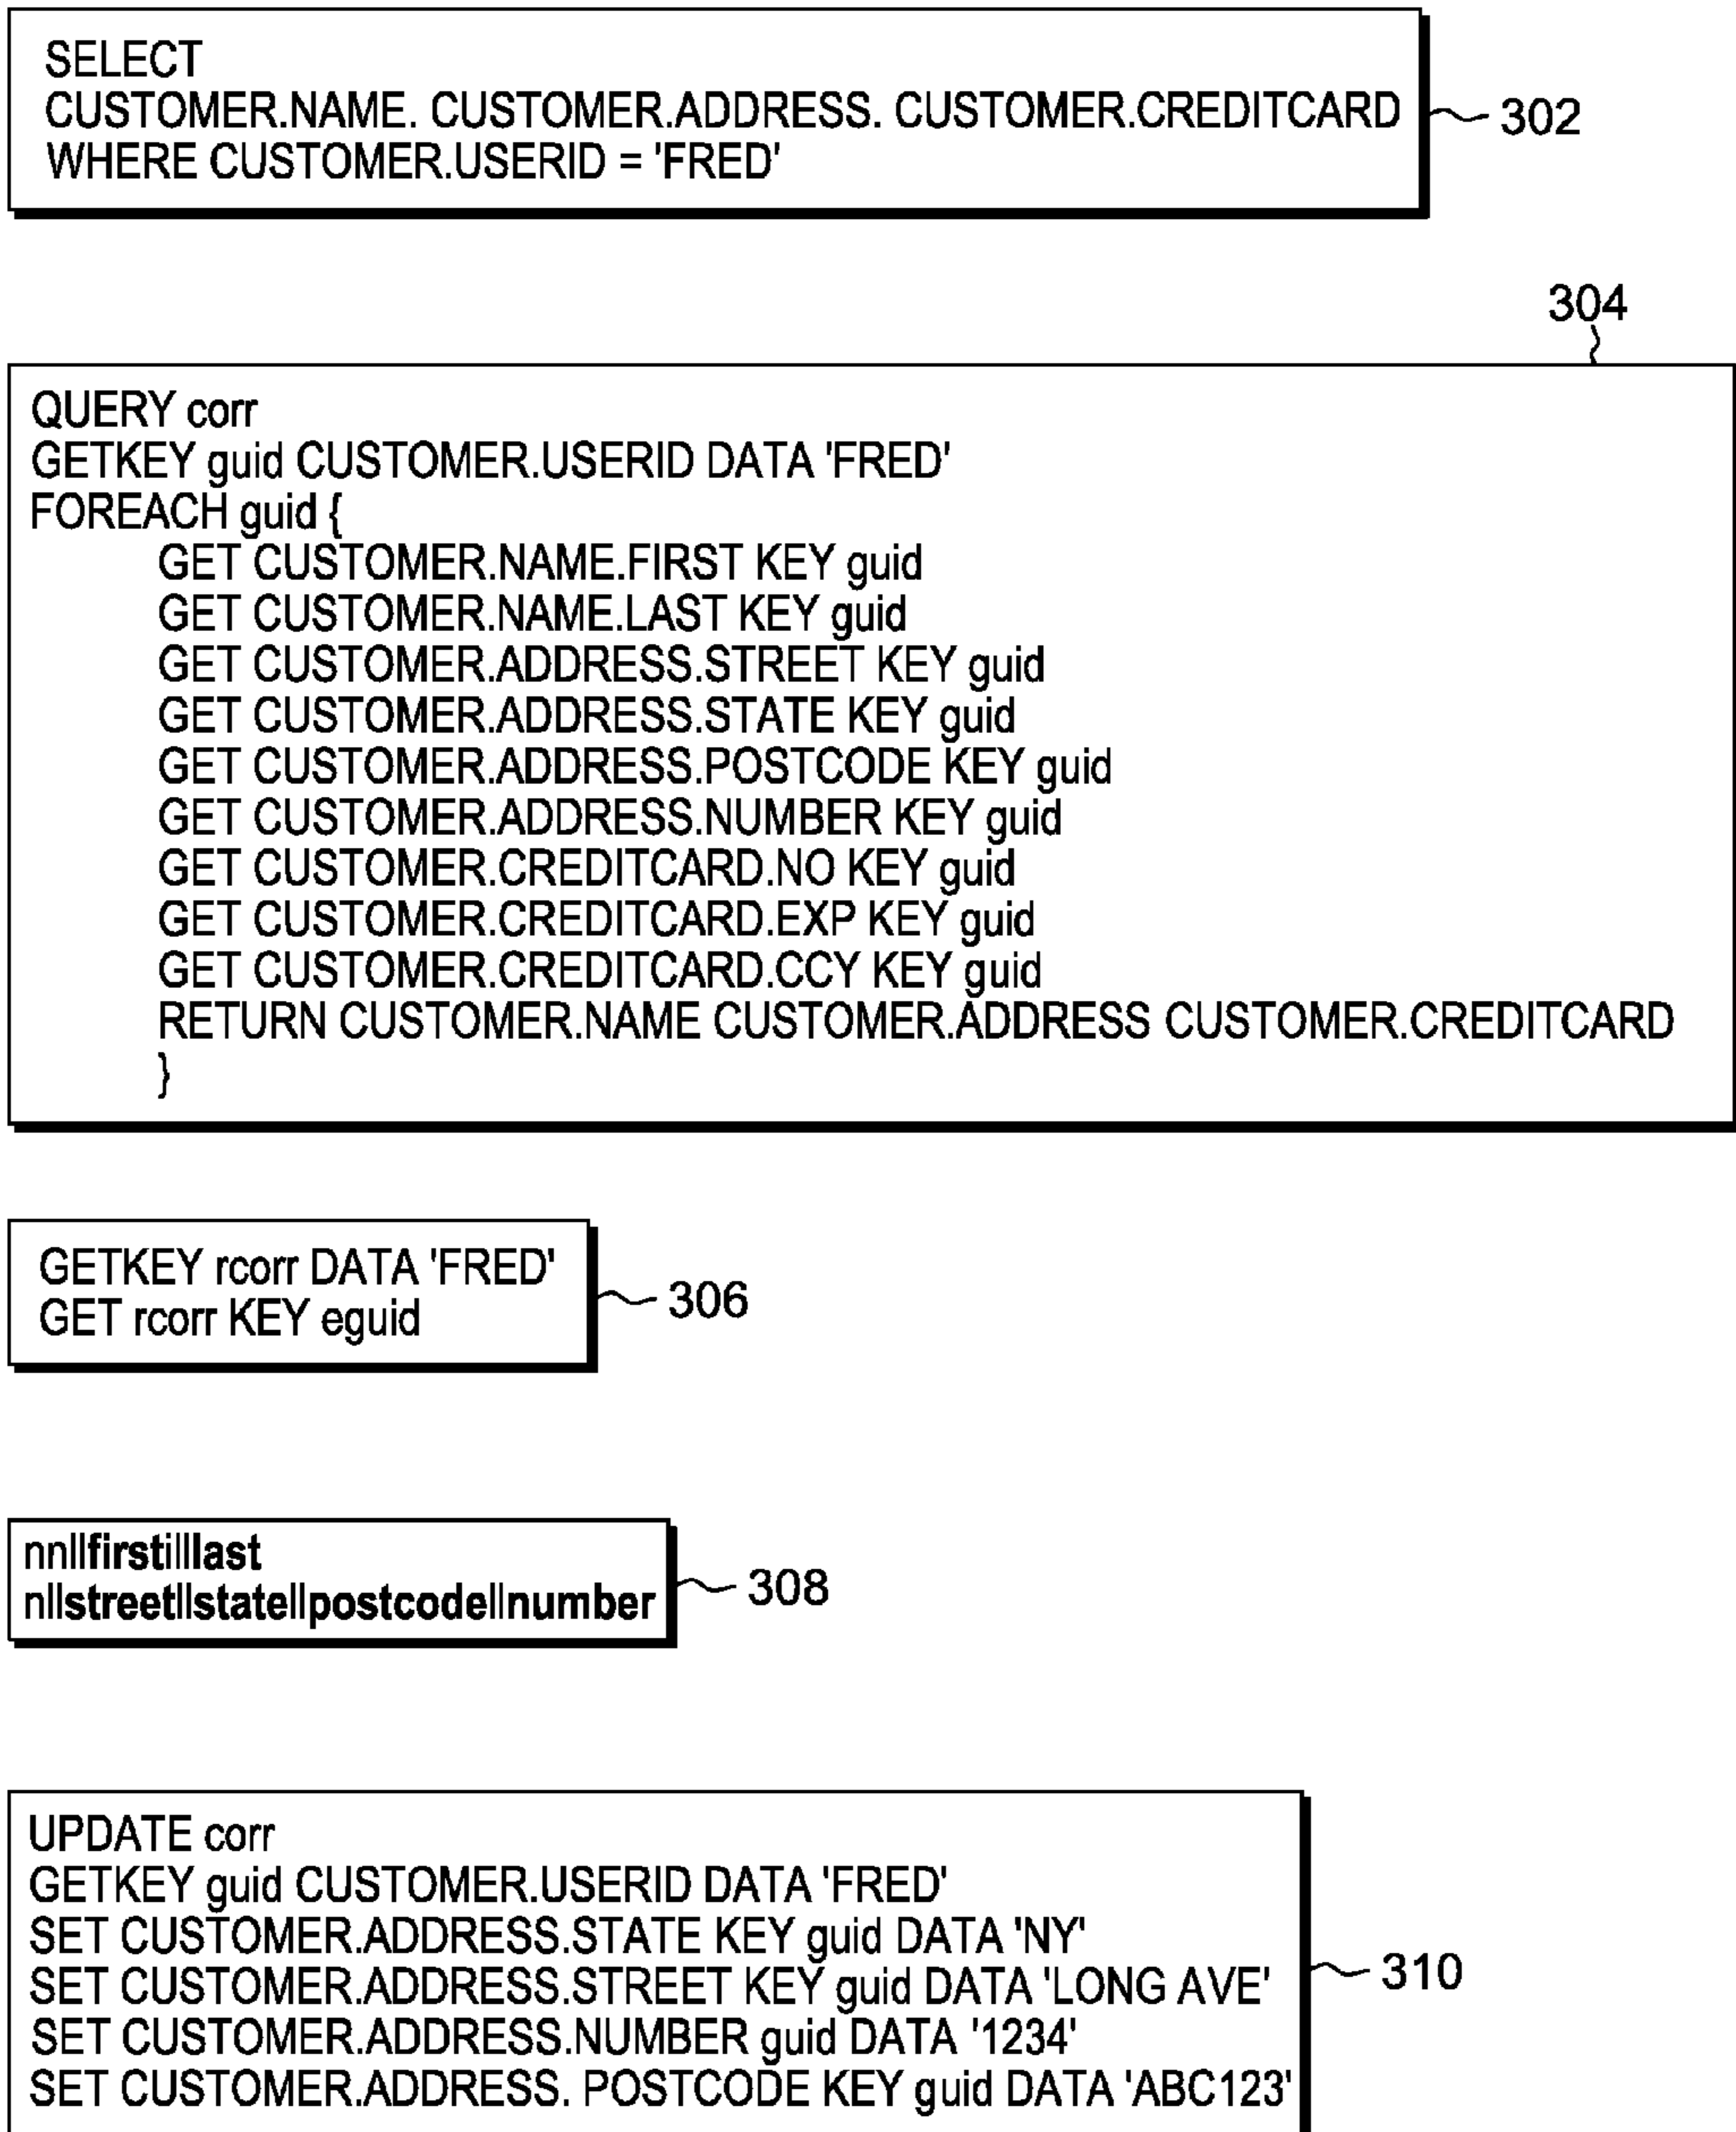 SELECT
CUSTOMER.NAME. CUSTOMER.ADDRESS. CUSTOMER.CREDITCARD
WHERE CUSTOMER.USERID = 'FRED'
302
304
QUERY corr
GETKEY guid CUSTOMER.USERID DATA 'FRED'
FOREACH guid {
GET CUSTOMER.NAME.FIRST KEY guid
GET CUSTOMER.NAME.LAST KEY guid
GET CUSTOMER.ADDRESS.STREET KEY guid
GET CUSTOMER.ADDRESS.STATE KEY guid
GET CUSTOMER.ADDRESS.POSTCODE KEY guid
GET CUSTOMER.ADDRESS.NUMBER KEY guid
GET CUSTOMER.CREDITCARD.NO KEY guid
GET CUSTOMER.CREDITCARD.EXP KEY guid
GET CUSTOMER.CREDITCARD.CCY KEY guid
RETURN CUSTOMER.NAME CUSTOMER.ADDRESS CUSTOMER.CREDITCARD
}
GETKEY rcorr DATA 'FRED'
GET rcorr KEY eguid
306
nnllfirstilllast
nllstreetllstatellpostcodellnumber
308
UPDATE corr
GETKEY guid CUSTOMER.USERID DATA 'FRED'
SET CUSTOMER.ADDRESS.STATE KEY guid DATA 'NY'
SET CUSTOMER.ADDRESS.STREET KEY guid DATA 'LONG AVE'
SET CUSTOMER.ADDRESS.NUMBER guid DATA '1234'
SET CUSTOMER.ADDRESS. POSTCODE KEY guid DATA 'ABC123'
310